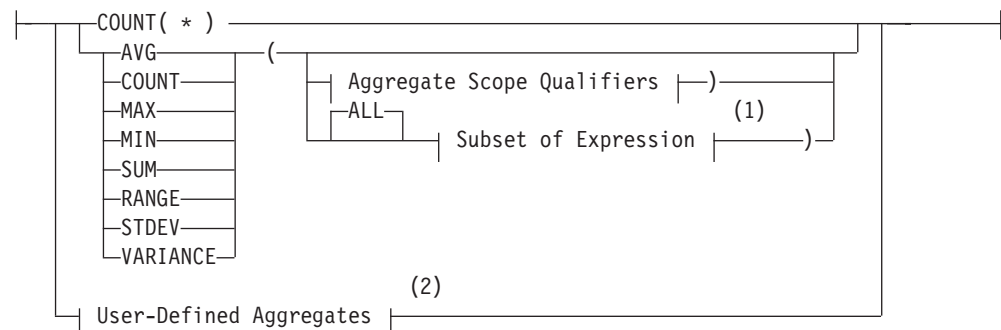 COUNT( * )
AVG (
COUNT Aggregate Scope Qualifiers )
MAX ALL (1)
MIN Subset of Expression )
SUM
RANGE
STDEV
VARIANCE
(2)
User-Defined Aggregates